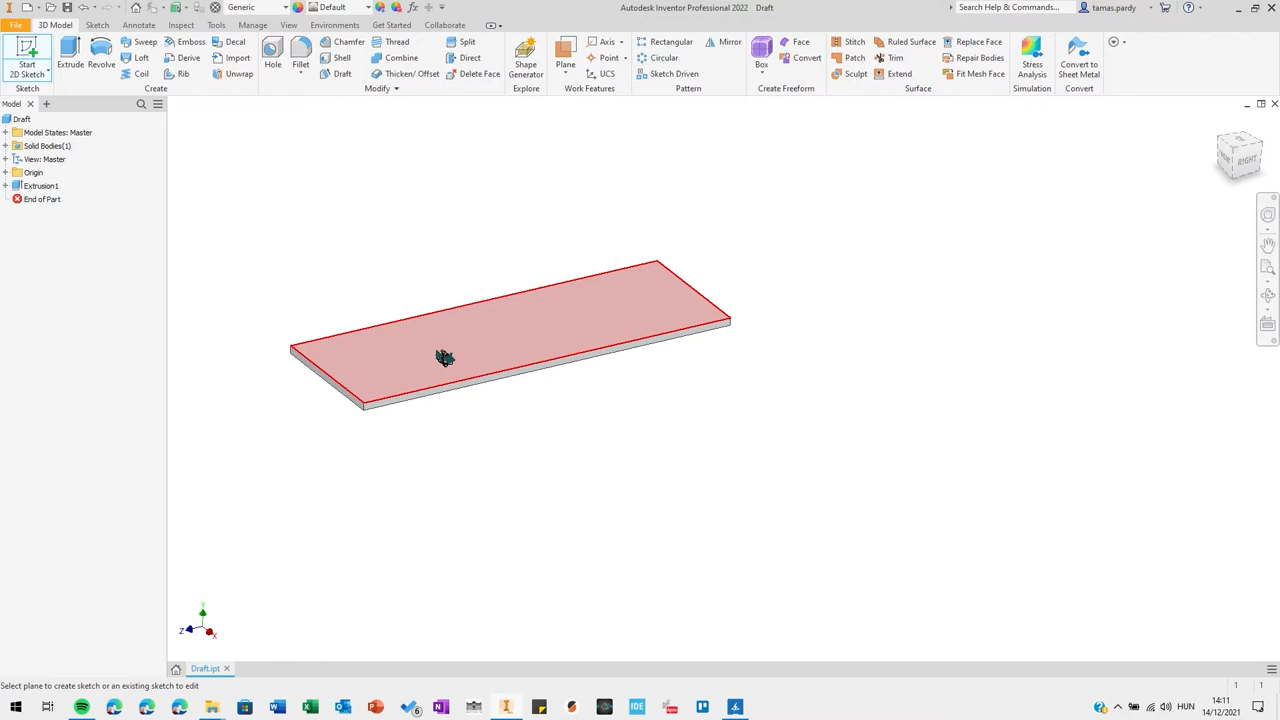 Generic
Default
Autodesk Inventor Professional 2022 Draft
Search Help & Commands...
tamas.pardy
File
3D Model
Sketch
Annotate
Inspect
Tools
Manage
View
Environments
Get Started
Collaborate
Start
2D Sketch
Extrude
Revolve
Sweep
Emboss
Decal
Loft
Derive
Import
Coil
Rib
Unwrap
Hole
Fillet
Chamfer
Thread
Split
Shell
Combine
Direct
Draft
Thicken/ Offset
Delete Face
Shape
Generator
Plane
Axis
Point
UCS
Rectangular
Mirror
Circular
Sketch Driven
Box
Face
Convert
Stitch
Ruled Surface
Replace Face
Patch
Trim
Repair Bodies
Sculpt
Extend
Fit Mesh Face
Stress
Analysis
Convert to
Sheet Metal
Sketch
Create
Modify
Explore
Work Features
Pattern
Create Freeform
Surface
Simulation
Convert
Model
Draft
Model States: Master
Solid Bodies(1)
View: Master
Origin
Extrusion1
End of Part
RIGHT
Y
Z
X
Draft.ipt
Select plane to create sketch or an existing sketch to edit
1
1
6
IDE
HUN
14:11
14/12/2021